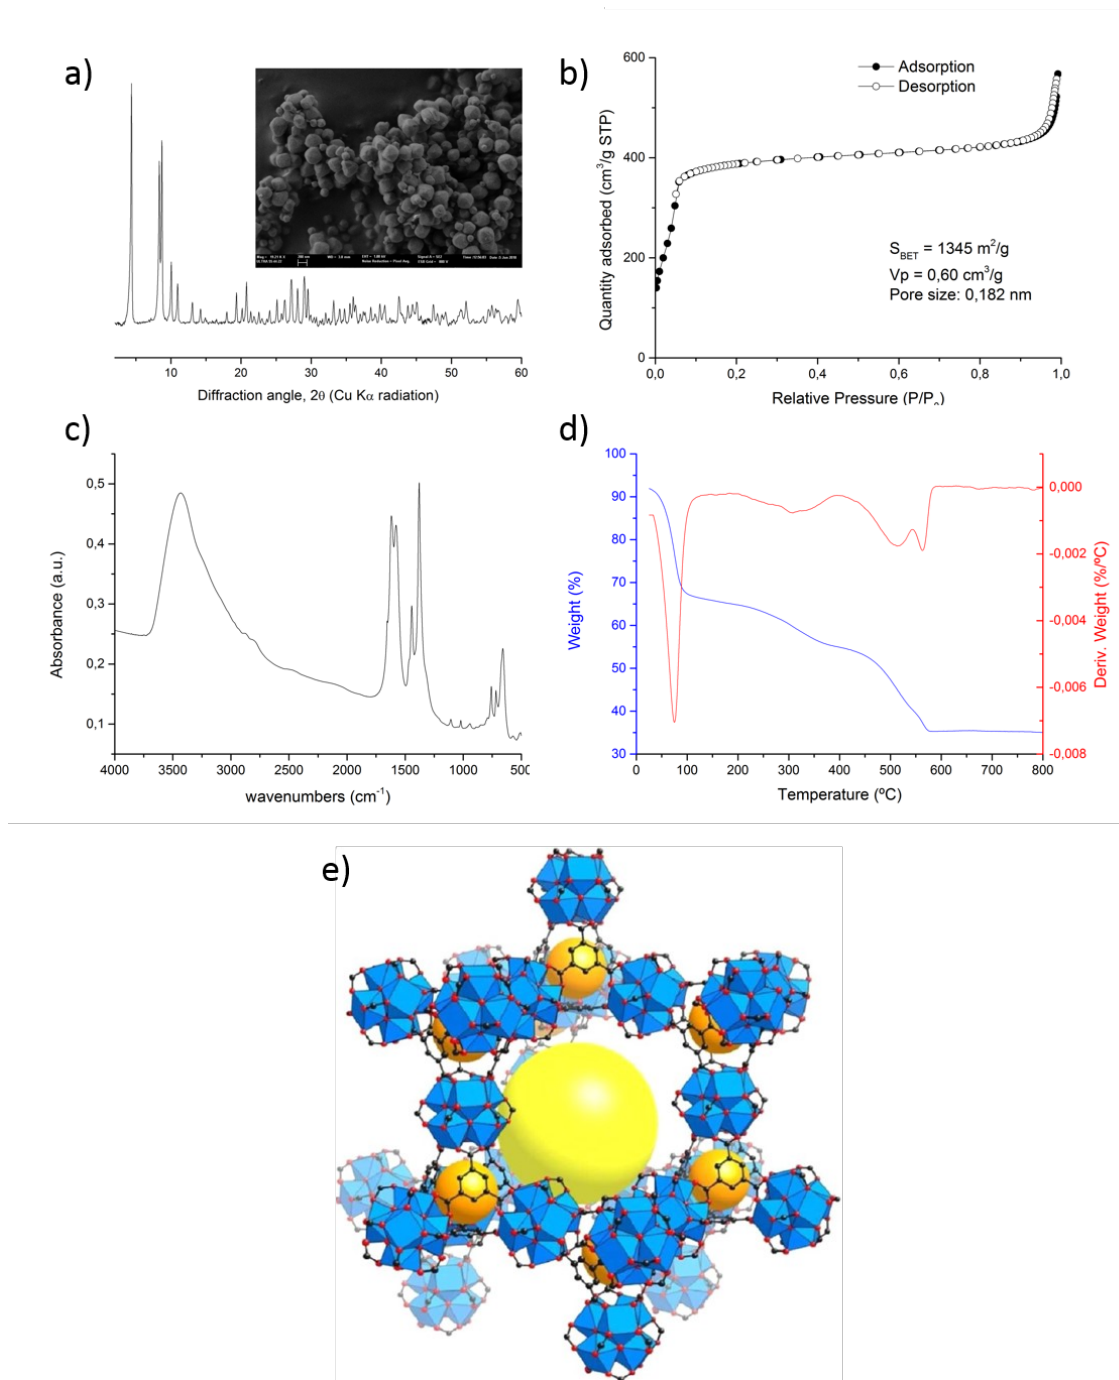 a)
10
20
30
40
50
60
Diffraction angle, 2θ (Cu Kα radiation)
b)
Adsorption
Desorption
600
400
200
0
Quantity adsorbed (cm³/g STP)
S_BET = 1345 m²/g
Vp = 0,60 cm³/g
Pore size: 0,182 nm
0,0
0,2
0,4
0,6
0,8
1,0
Relative Pressure (P/P₀)
c)
0,5
0,4
0,3
0,2
0,1
Absorbance (a.u.)
4000
3500
3000
2500
2000
1500
1000
500
wavenumbers (cm⁻¹)
d)
100
90
80
70
60
50
40
30
Weight (%)
0,000
-0,002
-0,004
-0,006
-0,008
Deriv. Weight (%/ºC)
0
100
200
300
400
500
600
700
800
Temperature (ºC)
e)